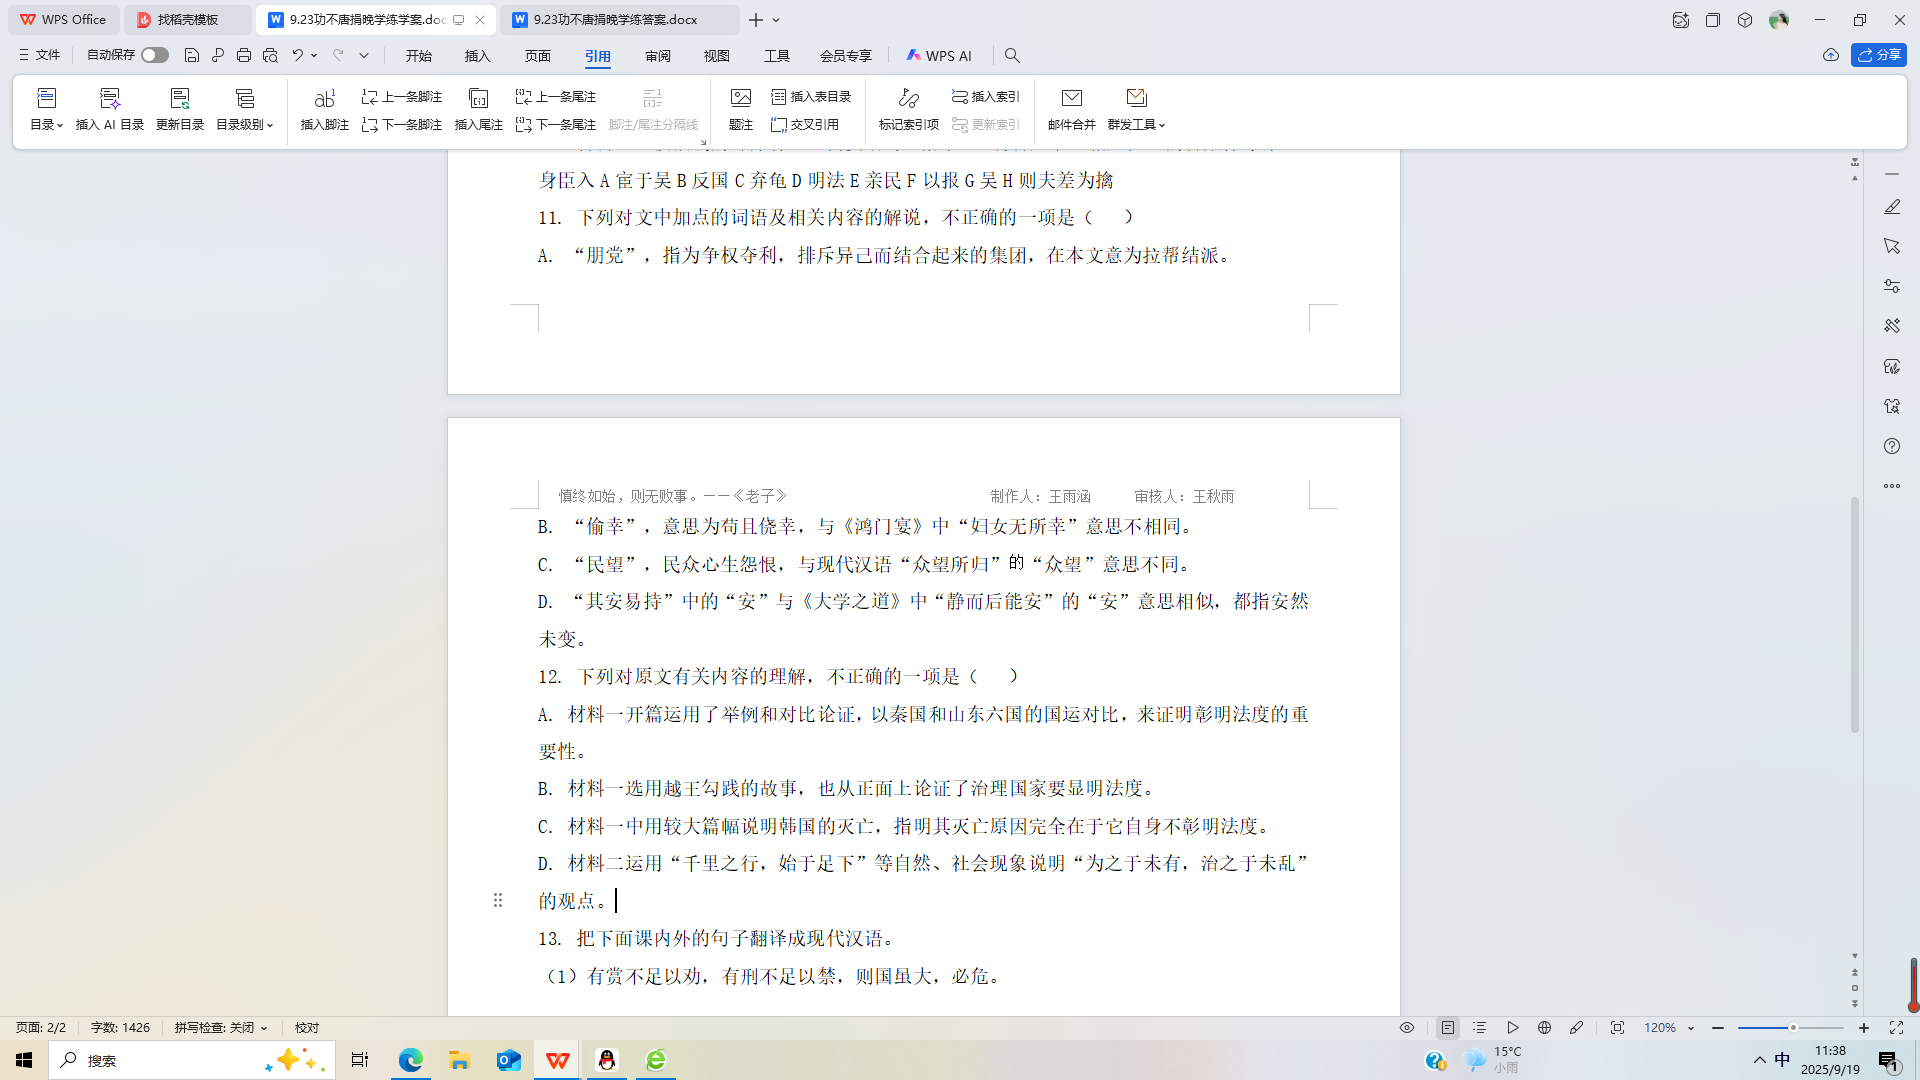 WPS Office
找稻壳模板
9.23功不唐捐晚学练学案.doc
9.23功不唐捐晚学练答案.docx
文件
自动保存
开始
插入
页面
引用
审阅
视图
工具
会员专享
WPS AI
分享
目录
插入 AI 目录
更新目录
目录级别
ab¹
插入脚注
上一条脚注
下一条脚注
插入尾注
上一条尾注
下一条尾注
脚注/尾注分隔线
题注
插入表目录
交叉引用
标记索引项
插入索引
更新索引
邮件合并
群发工具
身臣入 A 宦于吴 B 反国 C 弃龟 D 明法 E 亲民 F 以报 G 吴 H 则夫差为擒
11. 下列对文中加点的词语及相关内容的解说，不正确的一项是（ ）
A. “朋党”，指为争权夺利，排斥异己而结合起来的集团，在本文意为拉帮结派。
慎终如始，则无败事。——《老子》 制作人：王雨涵 审核人：王秋雨
B. “偷幸”，意思为苟且侥幸，与《鸿门宴》中“妇女无所幸”意思不相同。
C. “民望”，民众心生怨恨，与现代汉语“众望所归”的“众望”意思不同。
D. “其安易持”中的“安”与《大学之道》中“静而后能安”的“安”意思相似，都指安然
未变。
12. 下列对原文有关内容的理解，不正确的一项是（ ）
A. 材料一开篇运用了举例和对比论证，以秦国和山东六国的国运对比，来证明彰明法度的重
要性。
B. 材料一选用越王勾践的故事，也从正面上论证了治理国家要显明法度。
C. 材料一中用较大篇幅说明韩国的灭亡，指明其灭亡原因完全在于它自身不彰明法度。
D. 材料二运用“千里之行，始于足下”等自然、社会现象说明“为之于未有，治之于未乱”
的观点。
13. 把下面课内外的句子翻译成现代汉语。
（1）有赏不足以劝，有刑不足以禁，则国虽大，必危。
页面: 2/2
字数: 1426
拼写检查: 关闭
校对
120%
搜索
15°C
小雨
中
11:38
2025/9/19
1